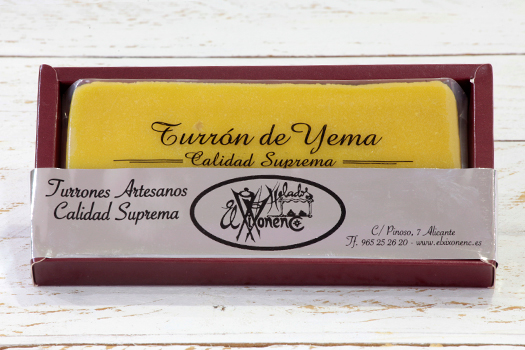 Turrón de Yema
Calidad Suprema
Turrones Artesanos
Calidad Suprema
Helados
El Xixonenc
C/ Pinoso, 7 Alicante
Tf. 965 25 26 20 - www.elxixonenc.es